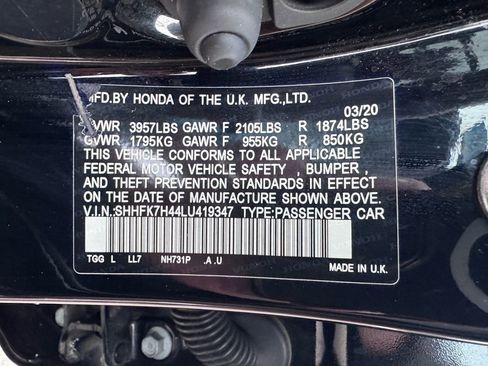 MFD.BY HONDA OF THE U.K. MFG.,LTD.
03/20
GVWR 3957LBS GAWR F 2105LBS R 1874LBS
GVWR 1795KG GAWR F 955KG R 850KG
THIS VEHICLE CONFORMS TO ALL APPLICABLE
FEDERAL MOTOR VEHICLE SAFETY , BUMPER ,
AND THEFT PREVENTION STANDARDS IN EFFECT
ON THE DATE OF MANUFACTURE SHOWN ABOVE.
V.I.N.:SHHFK7H44LU419347 TYPE:PASSENGER CAR
TGG L LL7 NH731P .A .U
MADE IN U.K.